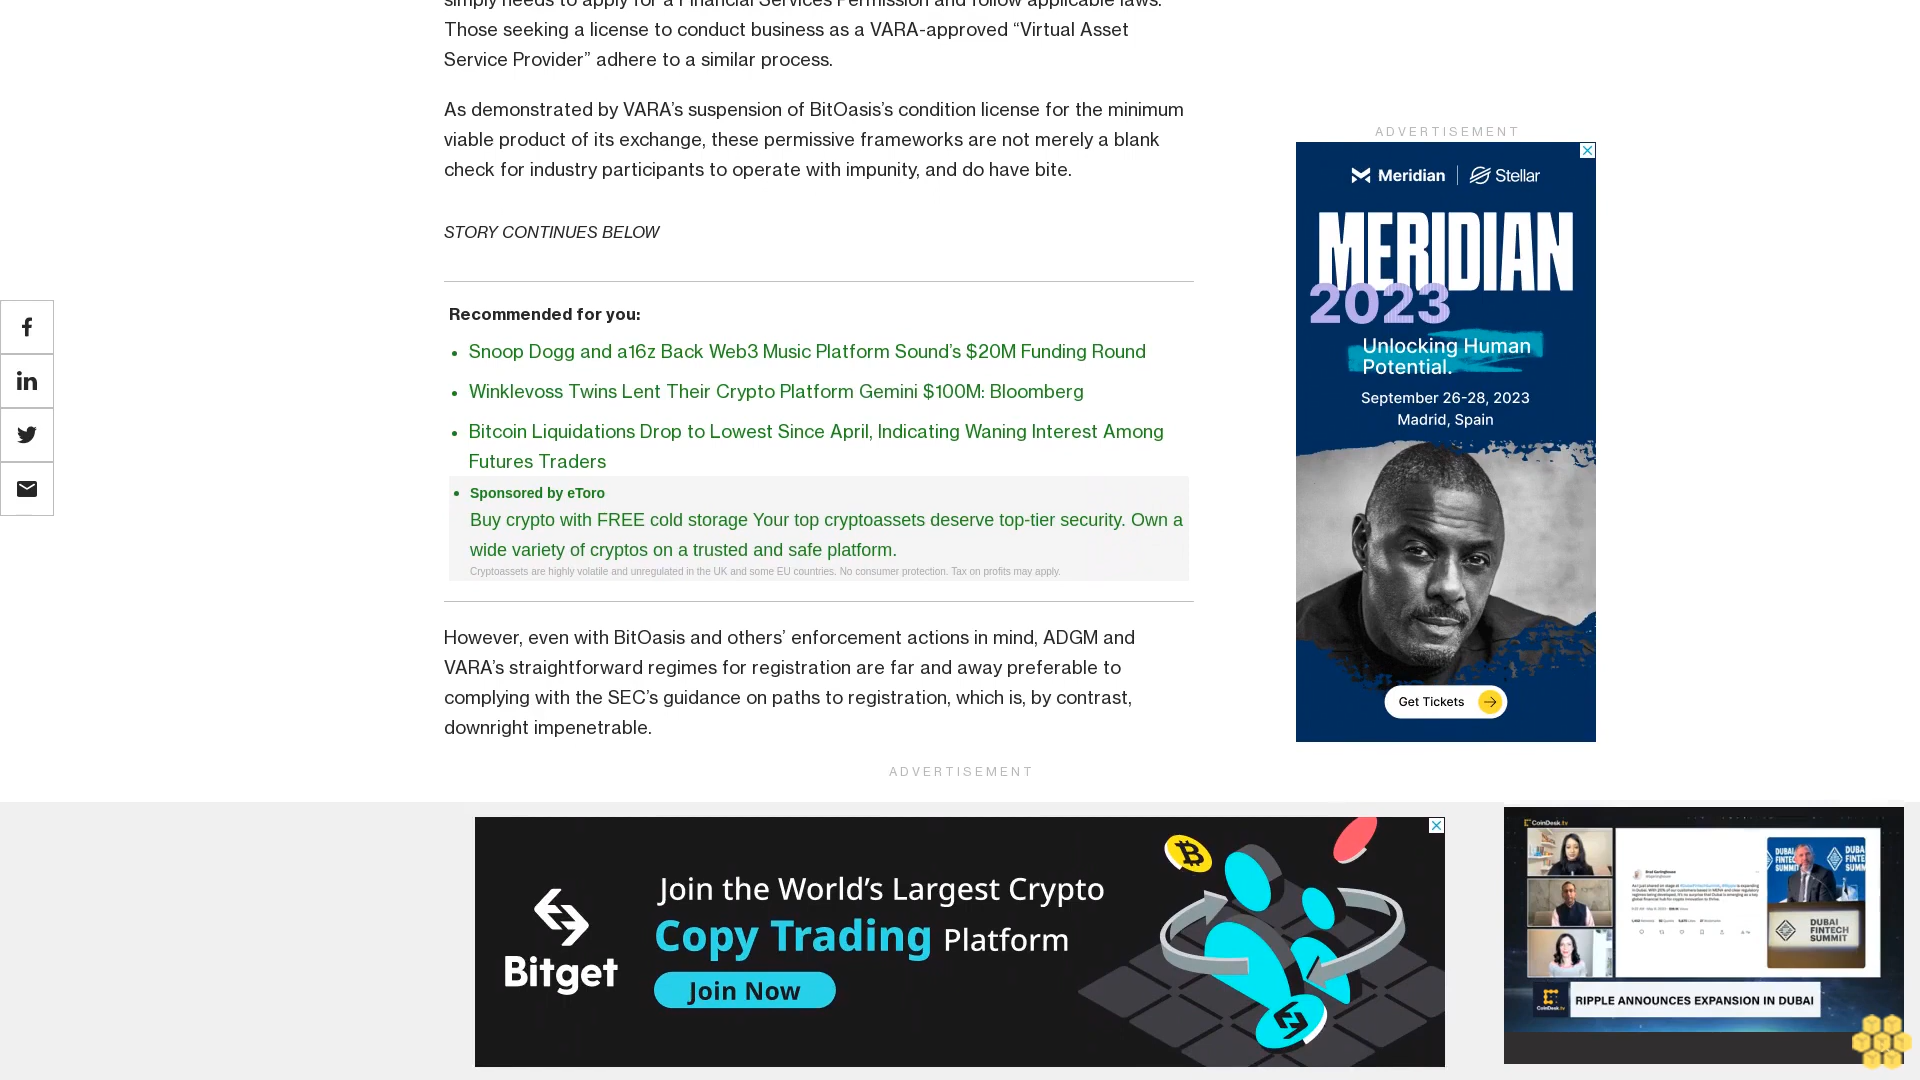 simply needs to apply for a Financial Services Permission and follow applicable laws.
Those seeking a license to conduct business as a VARA-approved “Virtual Asset
Service Provider” adhere to a similar process.
As demonstrated by VARA’s suspension of BitOasis’s condition license for the minimum
viable product of its exchange, these permissive frameworks are not merely a blank
check for industry participants to operate with impunity, and do have bite.
STORY CONTINUES BELOW
Recommended for you:
• Snoop Dogg and a16z Back Web3 Music Platform Sound’s $20M Funding Round
• Winklevoss Twins Lent Their Crypto Platform Gemini $100M: Bloomberg
• Bitcoin Liquidations Drop to Lowest Since April, Indicating Waning Interest Among
Futures Traders
• Sponsored by eToro
Buy crypto with FREE cold storage Your top cryptoassets deserve top-tier security. Own a
wide variety of cryptos on a trusted and safe platform.
Cryptoassets are highly volatile and unregulated in the UK and some EU countries. No consumer protection. Tax on profits may apply.
However, even with BitOasis and others’ enforcement actions in mind, ADGM and
VARA’s straightforward regimes for registration are far and away preferable to
complying with the SEC’s guidance on paths to registration, which is, by contrast,
downright impenetrable.
ADVERTISEMENT
Meridian | Stellar
MERIDIAN
2023
Unlocking Human
Potential.
September 26-28, 2023
Madrid, Spain
Get Tickets
ADVERTISEMENT
Bitget
Join the World’s Largest Crypto
Copy Trading Platform
Join Now
CoinDesk.tv
DUBAI
FINTECH
SUMMIT
RIPPLE ANNOUNCES EXPANSION IN DUBAI